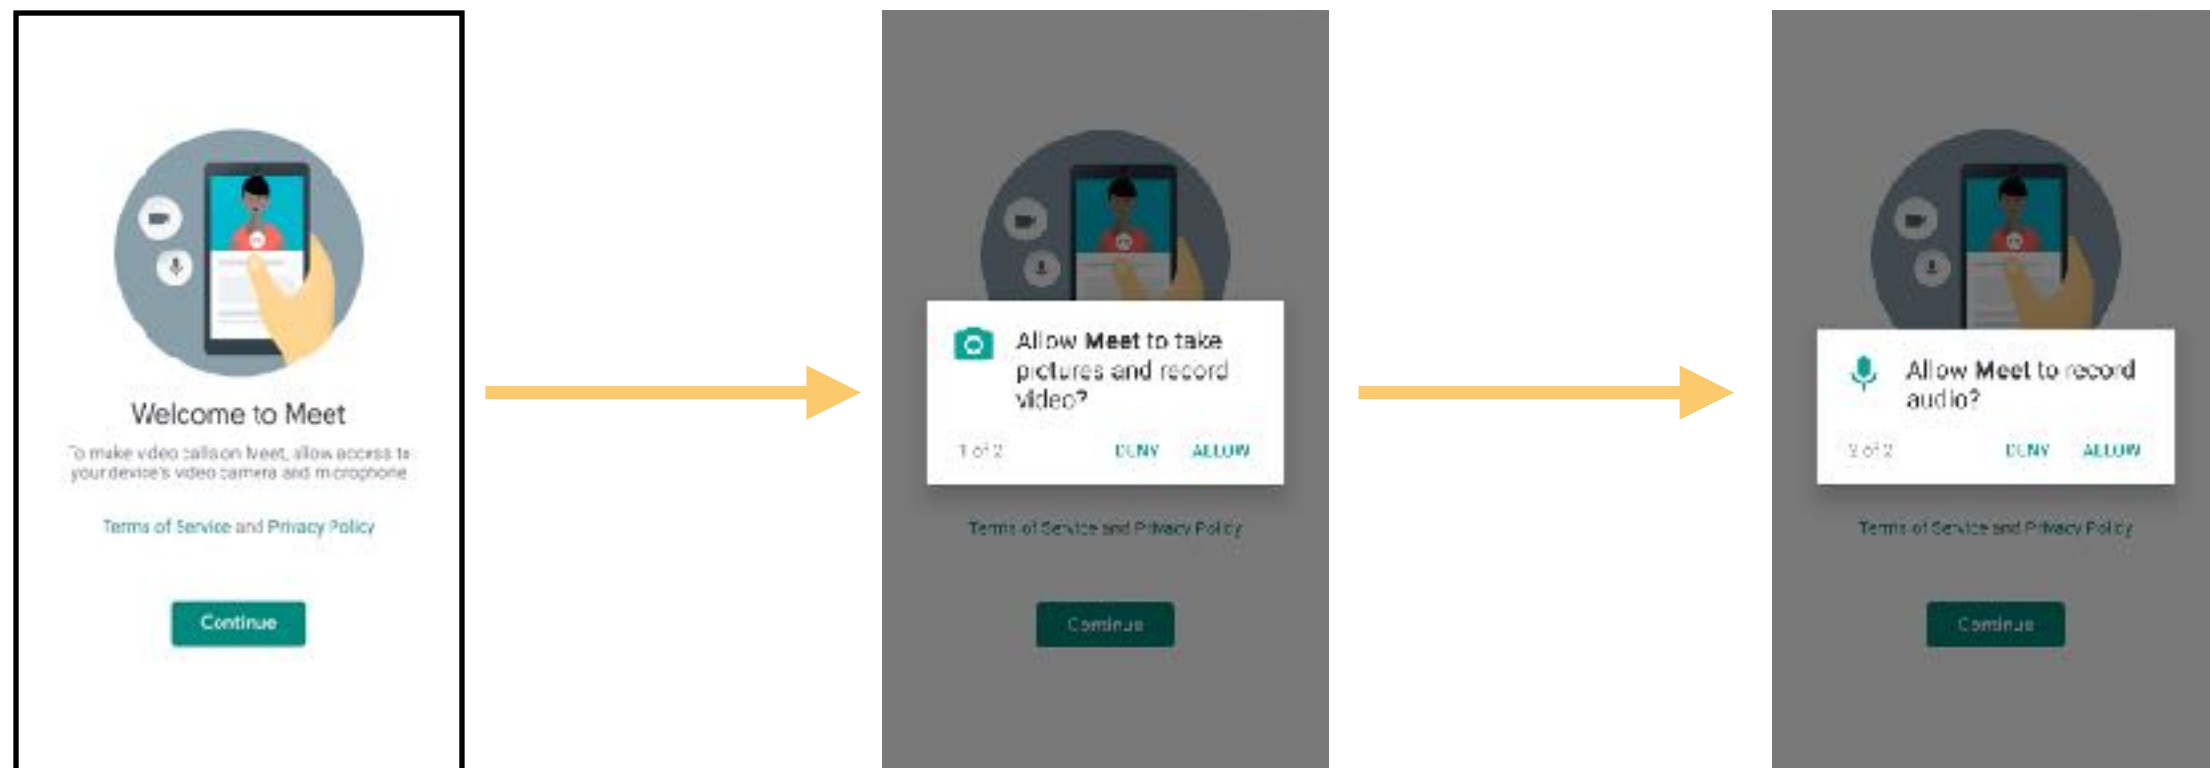 Welcome to Meet
To make video calls on Meet, allow access to
your device's video camera and microphone
Terms of Service and Privacy Policy
Continue
Allow Meet to take
pictures and record
video?
1 of 2 DENY ALLOW
Terms of Service and Privacy Policy
Continue
Allow Meet to record
audio?
2 of 2 DENY ALLOW
Terms of Service and Privacy Policy
Continue